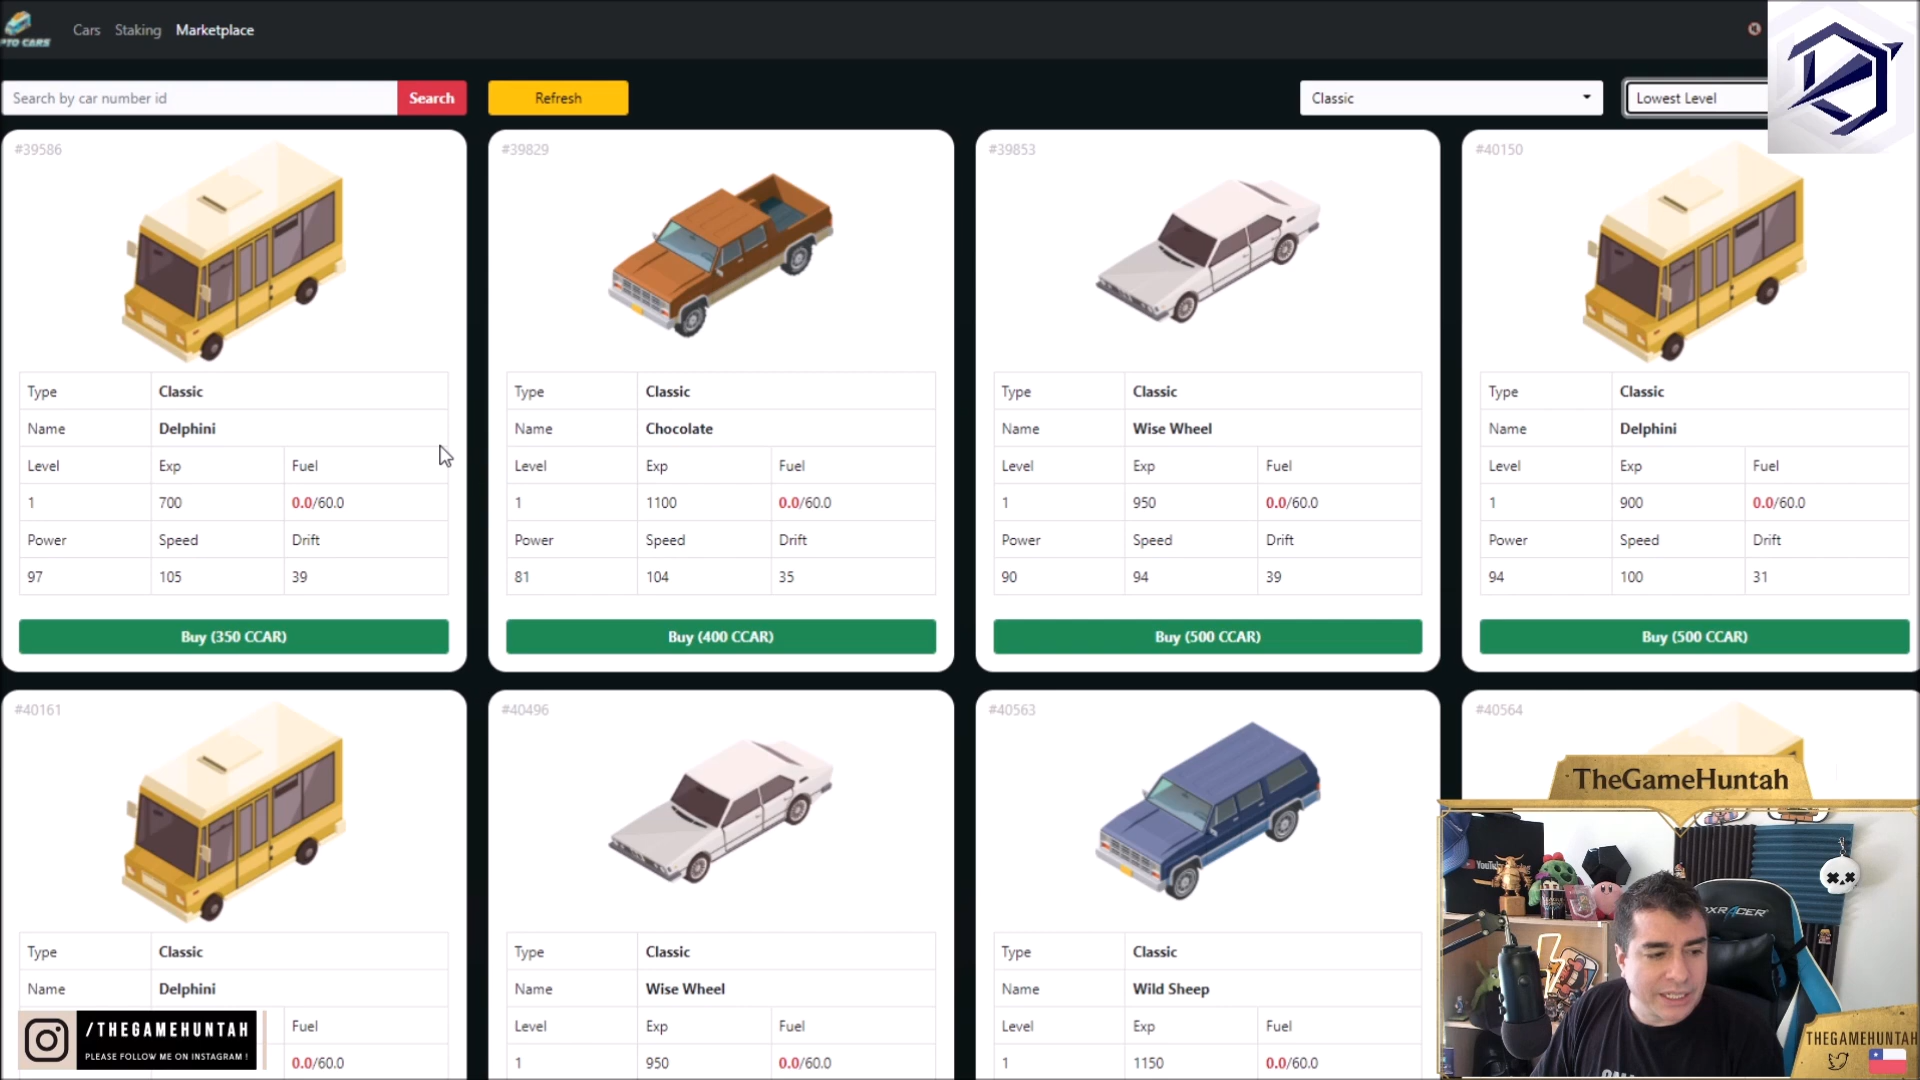 PTO CARS
Cars Staking Marketplace
Search by car number id Search Refresh Classic Lowest Level
#39586 #39829 #39853 #40150
Type Classic Type Classic Type Classic Type Classic
Name Delphini Name Chocolate Name Wise Wheel Name Delphini
Level Exp Fuel Level Exp Fuel Level Exp Fuel Level Exp Fuel
1 700 0.0/60.0 1 1100 0.0/60.0 1 950 0.0/60.0 1 900 0.0/60.0
Power Speed Drift Power Speed Drift Power Speed Drift Power Speed Drift
97 105 39 81 104 35 90 94 39 94 100 31
Buy (350 CCAR) Buy (400 CCAR) Buy (500 CCAR) Buy (500 CCAR)
#40161 #40496 #40563 #40564
TheGameHuntah
YouTube
DXRACER
Type Classic Type Classic Type Classic
Name Delphini Name Wise Wheel Name Wild Sheep
Fuel Level Exp Fuel Level Exp Fuel
0.0/60.0 1 950 0.0/60.0 1 1150 0.0/60.0
/THEGAMEHUNTAH
PLEASE FOLLOW ME ON INSTAGRAM !
THEGAMEHUNTAH